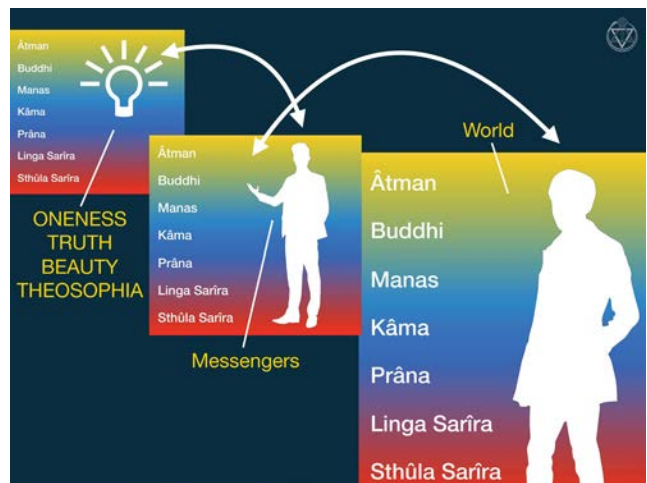 Âtman
Buddhi
Manas
Kâma
Prâna
Linga Sarîra
Sthûla Sarîra
ONENESS
TRUTH
BEAUTY
THEOSOPHIA
Âtman
Buddhi
Manas
Kâma
Prâna
Linga Sarîra
Sthûla Sarîra
Messengers
World
Âtman
Buddhi
Manas
Kâma
Prâna
Linga Sarîra
Sthûla Sarîra